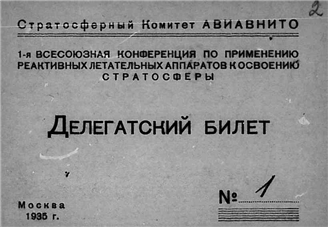 2
Стратосферный Комитет АВИАВНИТО
1-я ВСЕСОЮЗНАЯ КОНФЕРЕНЦИЯ ПО ПРИМЕНЕНИЮ
РЕАКТИВНЫХ ЛЕТАТЕЛЬНЫХ АППАРАТОВ К ОСВОЕНИЮ
СТРАТОСФЕРЫ
ДЕЛЕГАТСКИЙ БИЛЕТ
№ 1
Москва
1935 г.